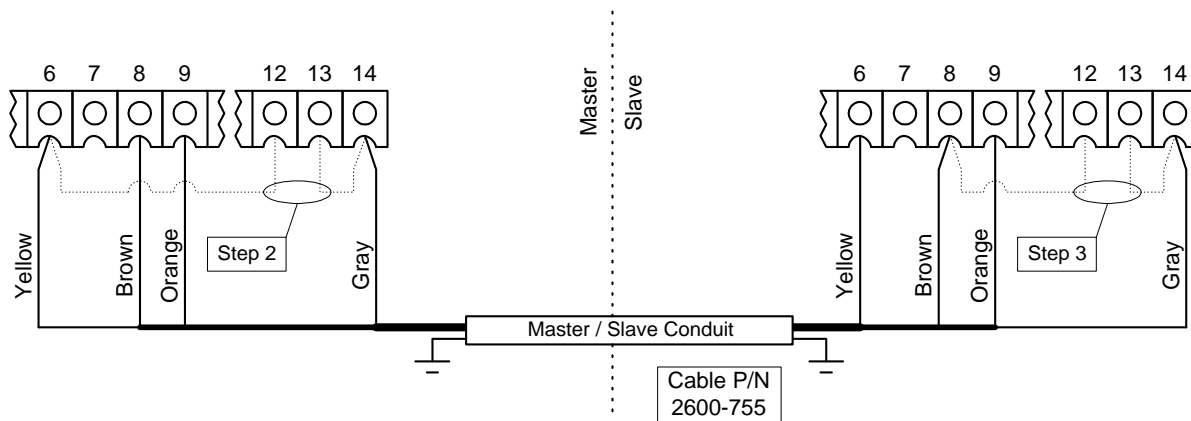 6 7 8 9 12 13 14
Master
Slave
6 7 8 9 12 13 14
Yellow
Brown
Orange
Step 2
Gray
Yellow
Brown
Orange
Step 3
Gray
Master / Slave Conduit
Cable P/N
2600-755